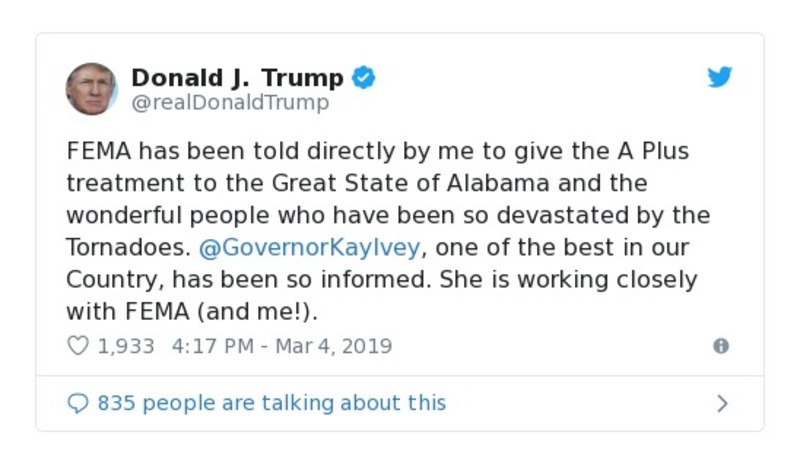 Donald J. Trump
@realDonaldTrump
FEMA has been told directly by me to give the A Plus
treatment to the Great State of Alabama and the
wonderful people who have been so devastated by the
Tornadoes. @GovernorKayIvey, one of the best in our
Country, has been so informed. She is working closely
with FEMA (and me!).
1,933 4:17 PM - Mar 4, 2019
835 people are talking about this